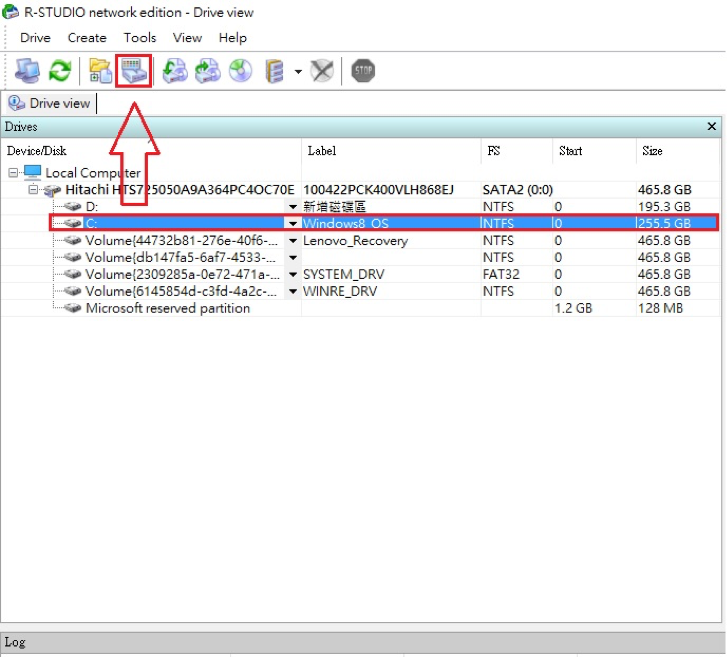 R-STUDIO network edition - Drive view
Drive Create Tools View Help
STOP
Drive view
Drives
Device/Disk Label FS Start Size
Local Computer
Hitachi HTS725050A9A364PC4OC70E 100422PCK400VLH868EJ SATA2 (0:0) 465.8 GB
D: 新增磁碟區 NTFS 0 195.3 GB
C: Windows8_OS NTFS 0 255.5 GB
Volume{44732b81-276e-40f6-... Lenovo_Recovery NTFS 0 465.8 GB
Volume{db147fa5-6af7-4533-... NTFS 0 465.8 GB
Volume{2309285a-0e72-471a-... SYSTEM_DRV FAT32 0 465.8 GB
Volume{6145854d-c3fd-4a2c-... WINRE_DRV NTFS 0 465.8 GB
Microsoft reserved partition 1.2 GB 128 MB
Log